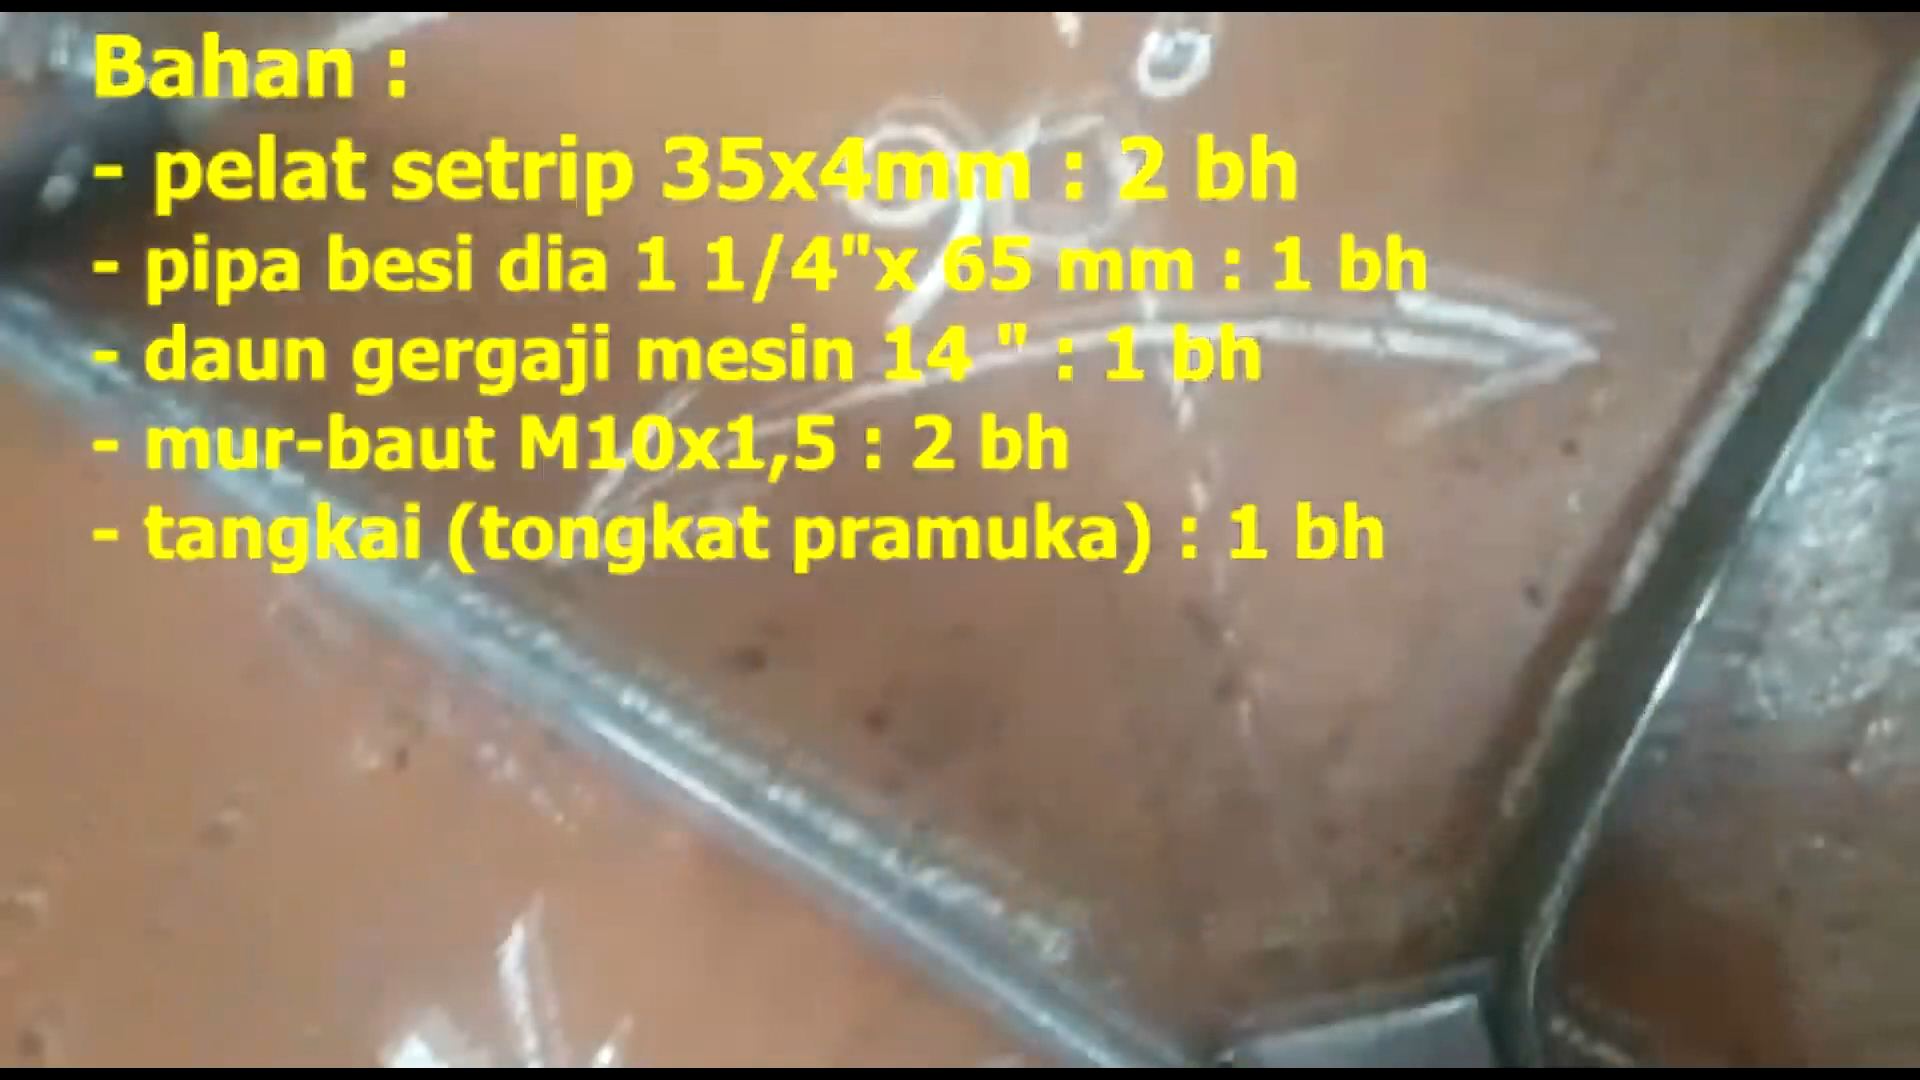 Bahan :
- pelat setrip 35x4mm : 2 bh
- pipa besi dia 1 1/4"x 65 mm : 1 bh
- daun gergaji mesin 14 " : 1 bh
- mur-baut M10x1,5 : 2 bh
- tangkai (tongkat pramuka) : 1 bh
90°